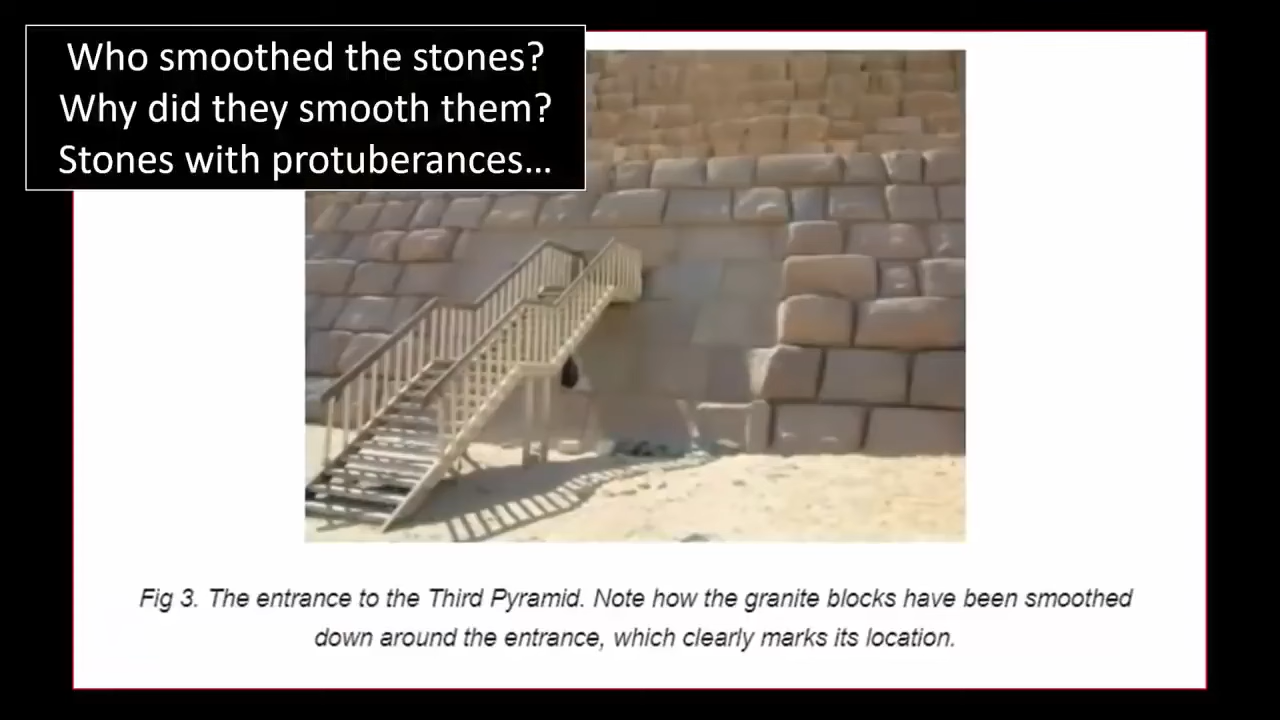 Who smoothed the stones?
Why did they smooth them?
Stones with protuberances...
Fig 3. The entrance to the Third Pyramid. Note how the granite blocks have been smoothed
down around the entrance, which clearly marks its location.